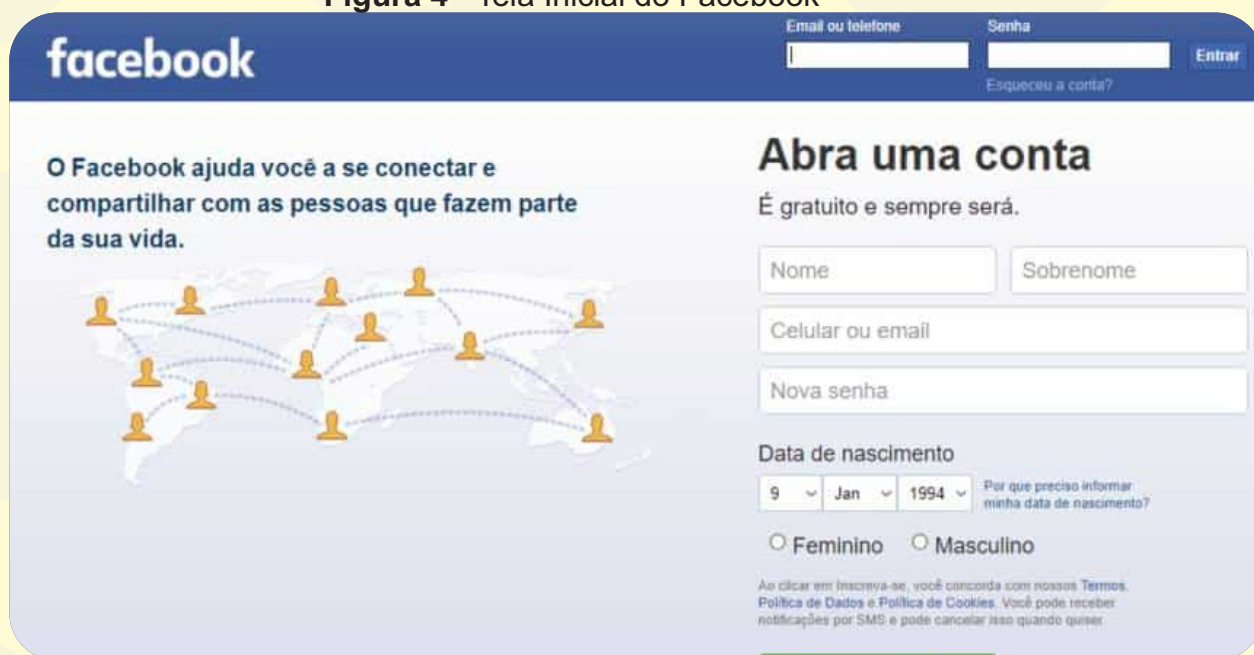 Figura 4 - Tela Inicial do Facebook
facebook
Email ou telefone
Senha
Entrar
Esqueceu a conta?
O Facebook ajuda você a se conectar e
compartilhar com as pessoas que fazem parte
da sua vida.
Abra uma conta
É gratuito e sempre será.
Nome
Sobrenome
Celular ou email
Nova senha
Data de nascimento
9
Jan
1994
Por que preciso informar
minha data de nascimento?
Feminino
Masculino
Ao clicar em Inscreva-se, você concorda com nossos Termos,
Política de Dados e Política de Cookies. Você pode receber
notificações por SMS e pode cancelar isso quando quiser.